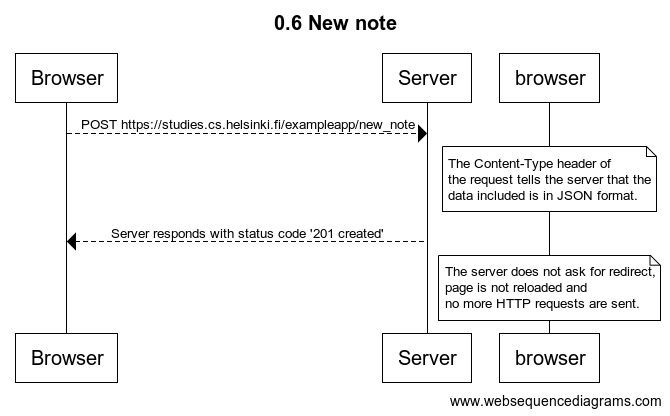 0.6 New note
Browser
Server
browser
POST https://studies.cs.helsinki.fi/exampleapp/new_note
The Content-Type header of
the request tells the server that the
data included is in JSON format.
Server responds with status code '201 created'
The server does not ask for redirect,
page is not reloaded and
no more HTTP requests are sent.
Browser
Server
browser
www.websequencediagrams.com